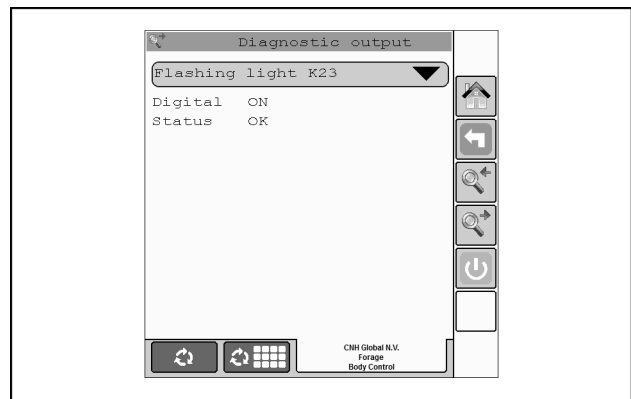 Diagnostic output
Flashing light K23
Digital ON
Status OK
CNH Global N.V.
Forage
Body Control